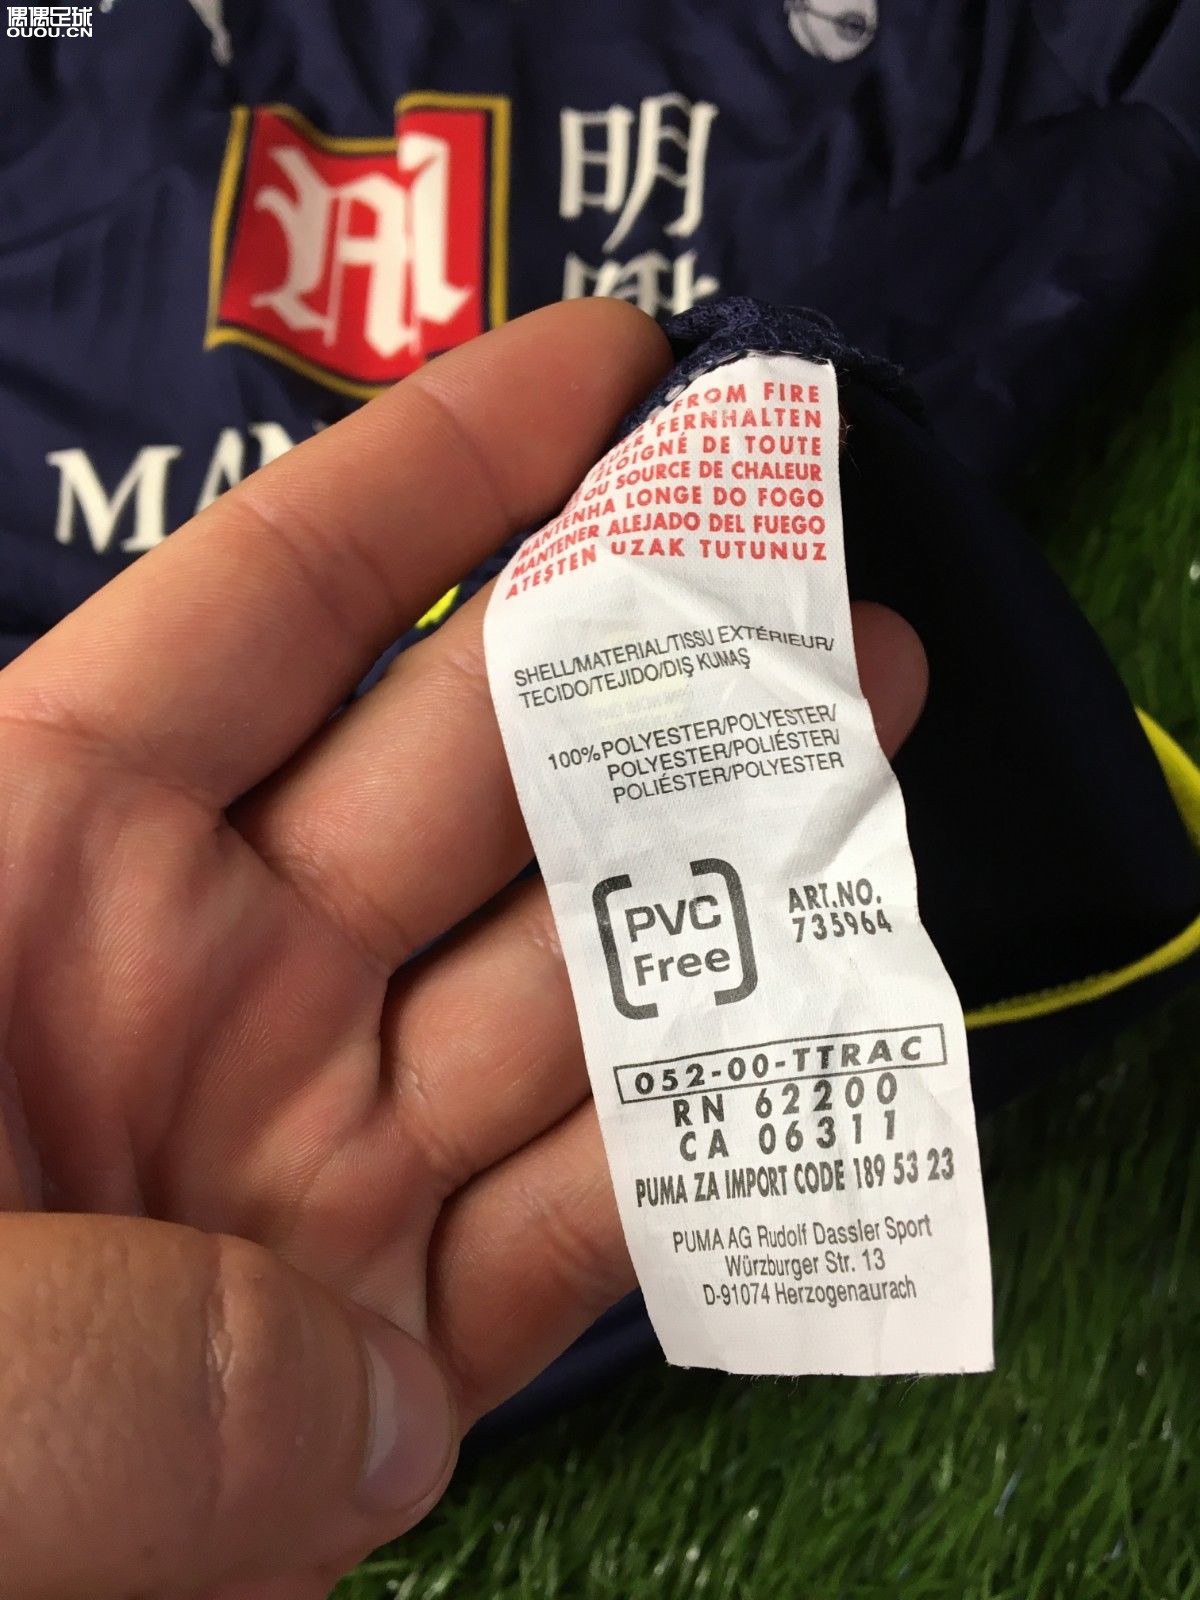 偶偶足球
OUOU.CN
明
FROM FIRE
FERNHALTEN
ÉLOIGNÉ DE TOUTE
OU SOURCE DE CHALEUR
MANTENHA LONGE DO FOGO
MANTENER ALEJADO DEL FUEGO
ATEŞTEN UZAK TUTUNUZ
SHELL/MATERIAL/TISSU EXTÉRIEUR/
TECIDO/TEJIDO/DIŞ KUMAŞ
100%POLYESTER/POLYESTER/
POLYESTER/POLIÉSTER/
POLIÉSTER/POLYESTER
PVC
Free
ART.NO.
735964
052-00-TTRAC
RN 62200
CA 06311
PUMA ZA IMPORT CODE 189 53 23
PUMA AG Rudolf Dassler Sport
Würzburger Str. 13
D-91074 Herzogenaurach